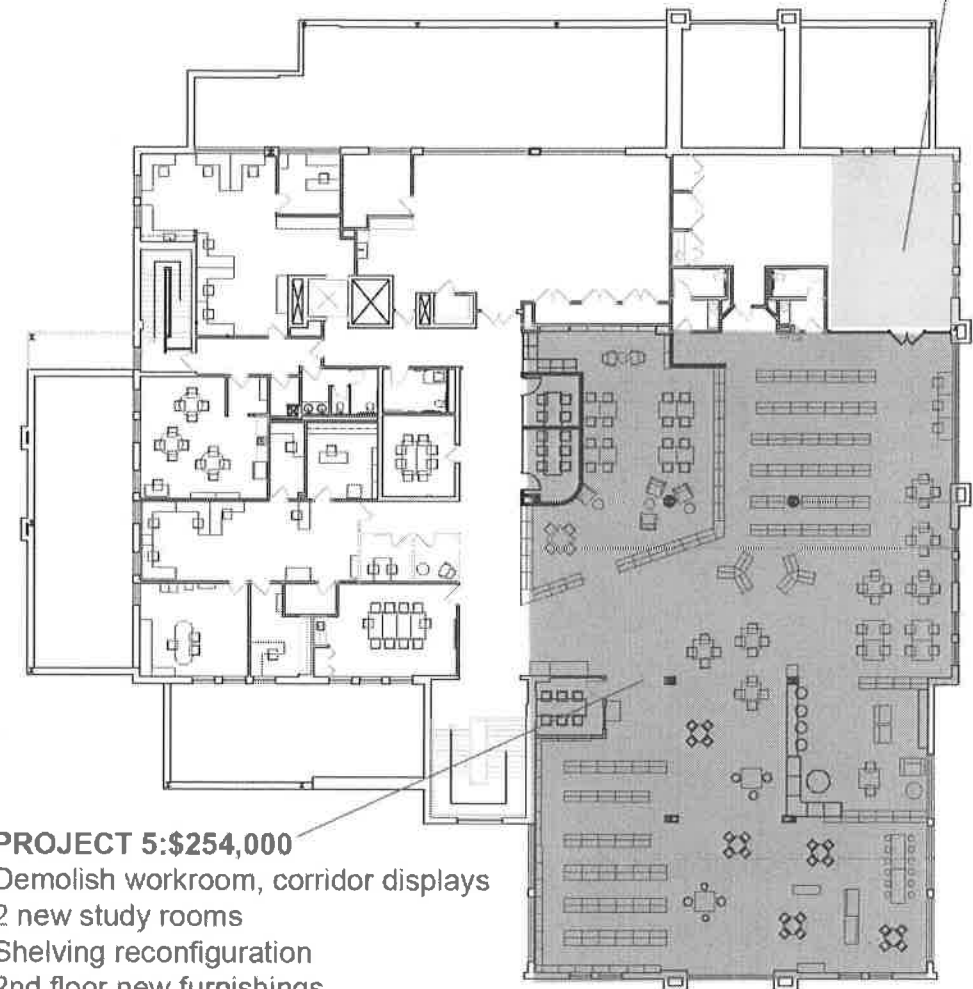 PROJECT 5:$254,000
Demolish workroom, corridor displays
2 new study rooms
Shelving reconfiguration
2nd floor new furnishings